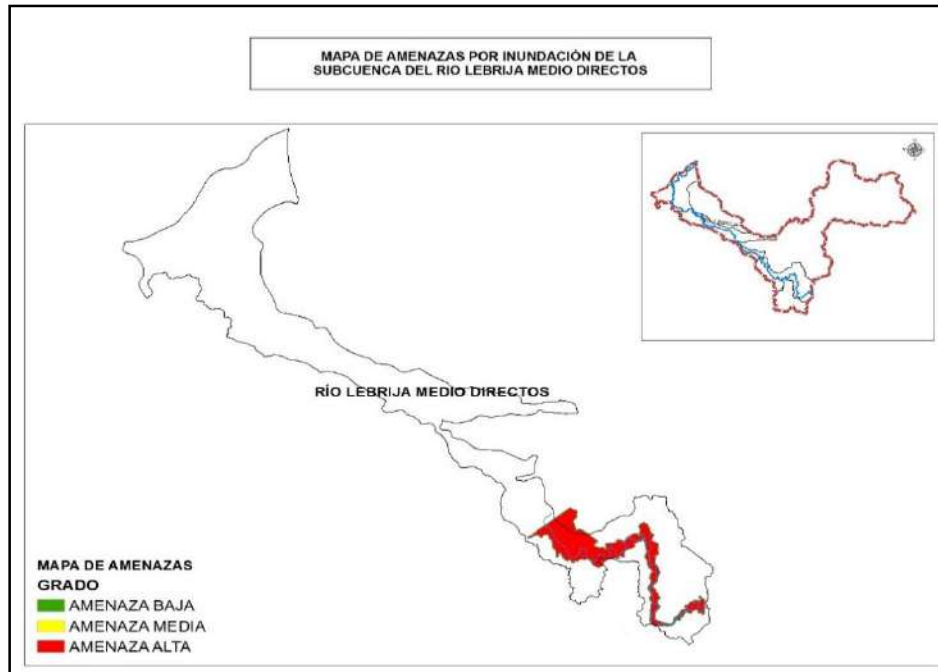 MAPA DE AMENAZAS POR INUNDACIÓN DE LA
SUBCUENCA DEL RIO LEBRIJA MEDIO DIRECTOS
RÍO LEBRIJA MEDIO DIRECTOS
MAPA DE AMENAZAS
GRADO
AMENAZA BAJA
AMENAZA MEDIA
AMENAZA ALTA